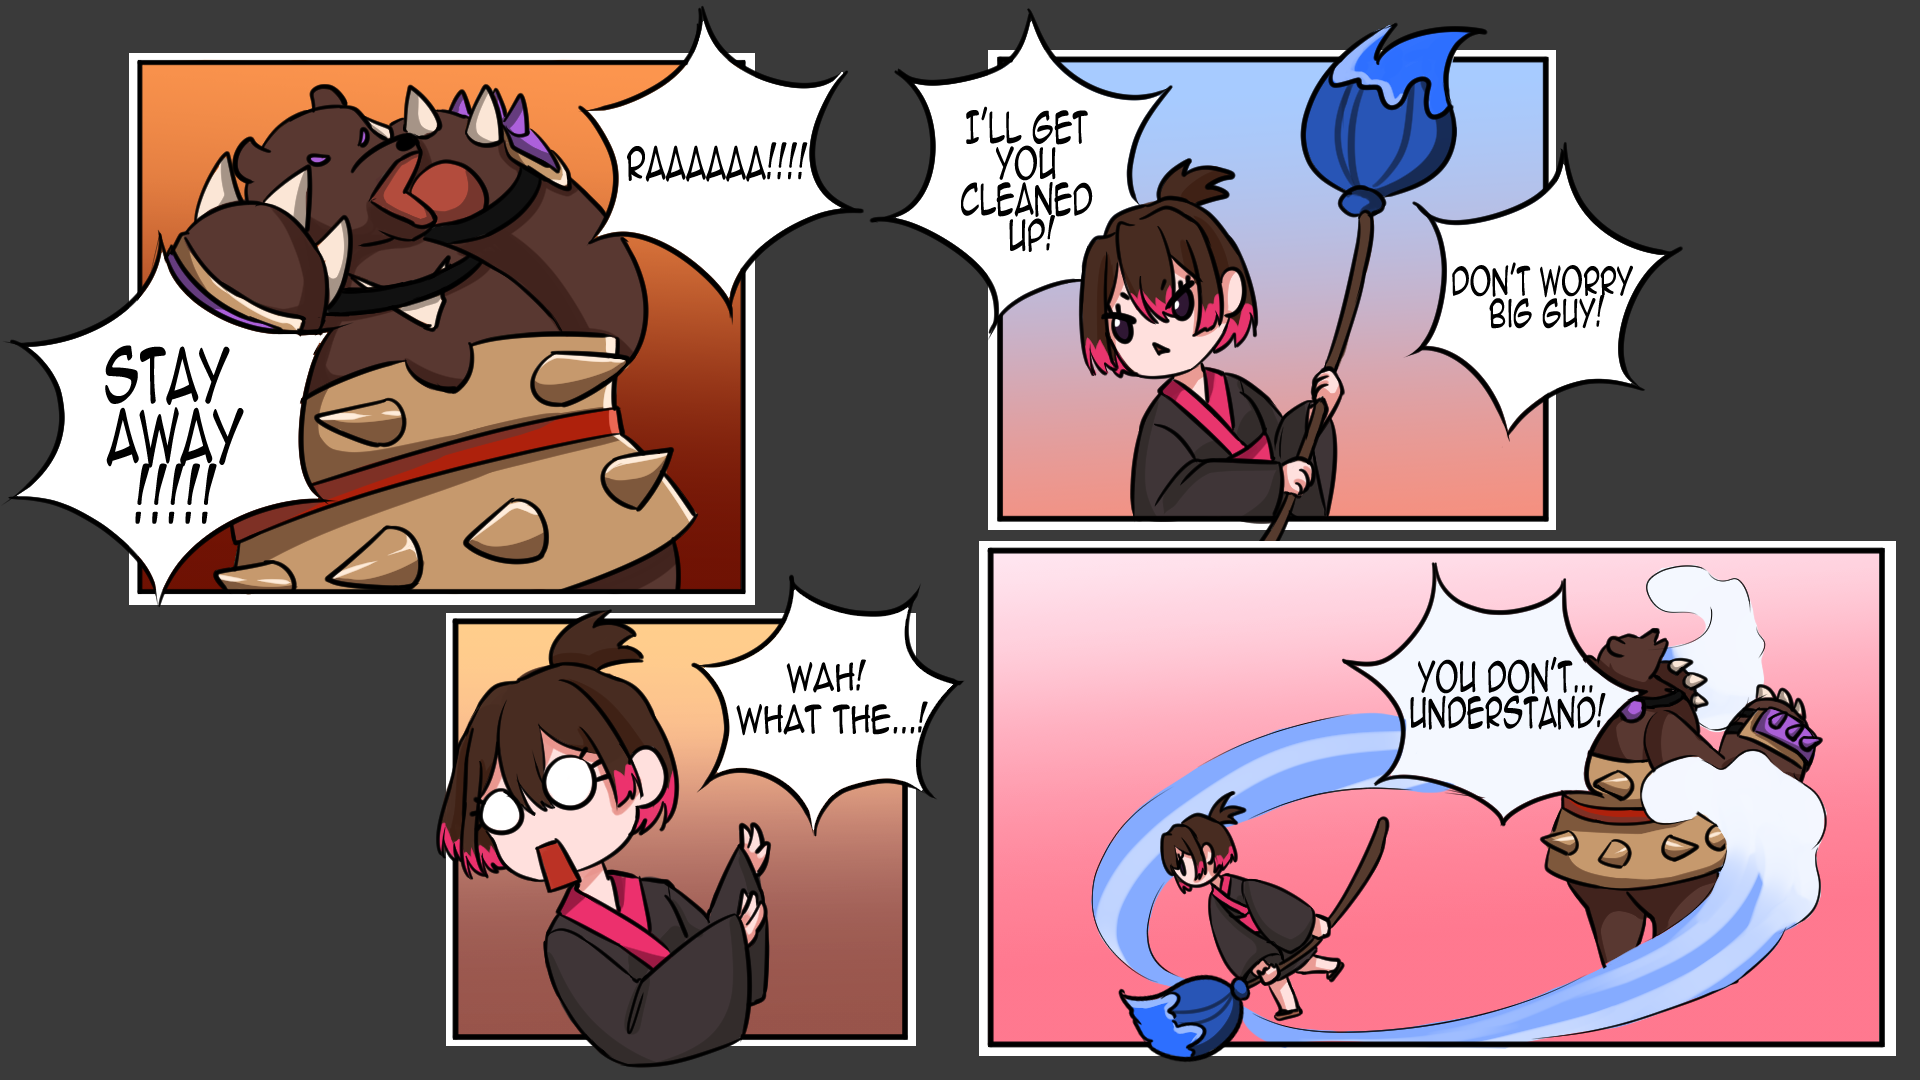 RAAAAAA!!!!
STAY
AWAY
!!!!!
WAH!
WHAT THE...!
I'LL GET
YOU
CLEANED
UP!
DON'T WORRY
BIG GUY!
YOU DON'T...
UNDERSTAND!